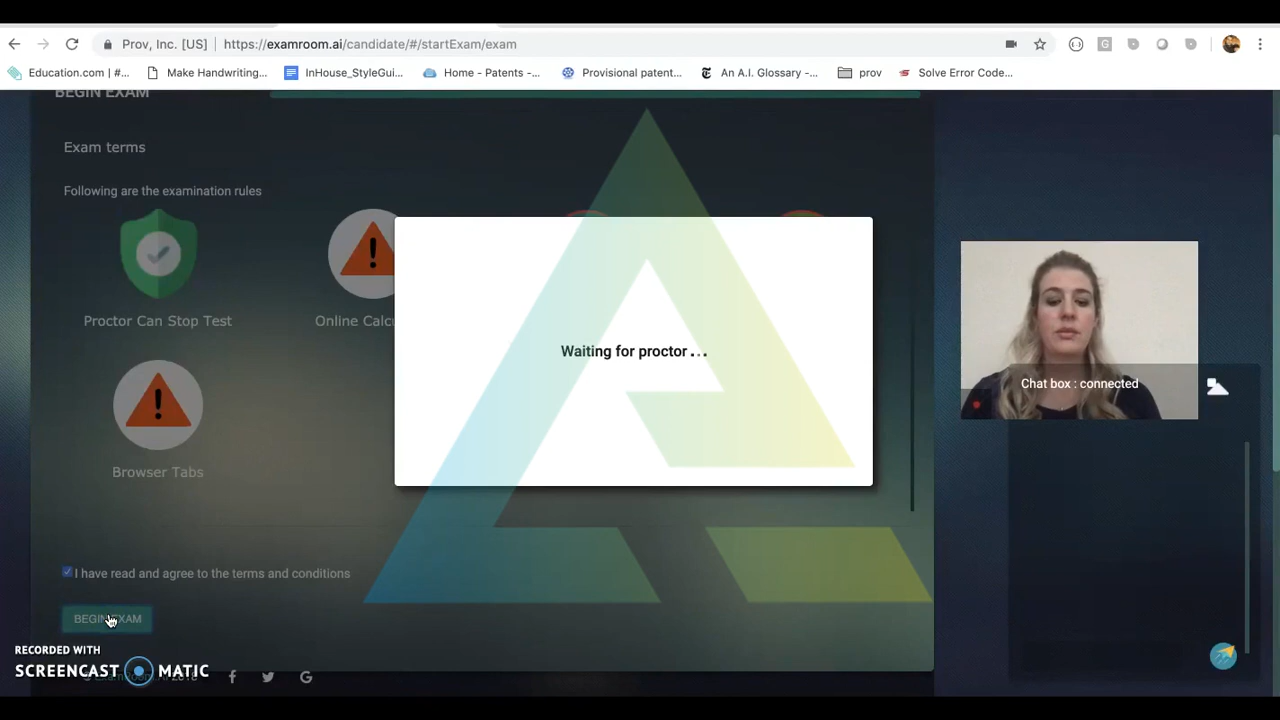 Prov, Inc. [US]
https://examroom.ai/candidate/#/startExam/exam
Education.com | #...
Make Handwriting...
InHouse_StyleGui...
Home - Patents -...
Provisional patent...
An A.I. Glossary -...
prov
Solve Error Code...
BEGIN EXAM
Exam terms
Following are the examination rules
Proctor Can Stop Test
Online Calcu
Waiting for proctor ...
Chat box : connected
Browser Tabs
I have read and agree to the terms and conditions
BEGIN EXAM
RECORDED WITH
SCREENCAST MATIC